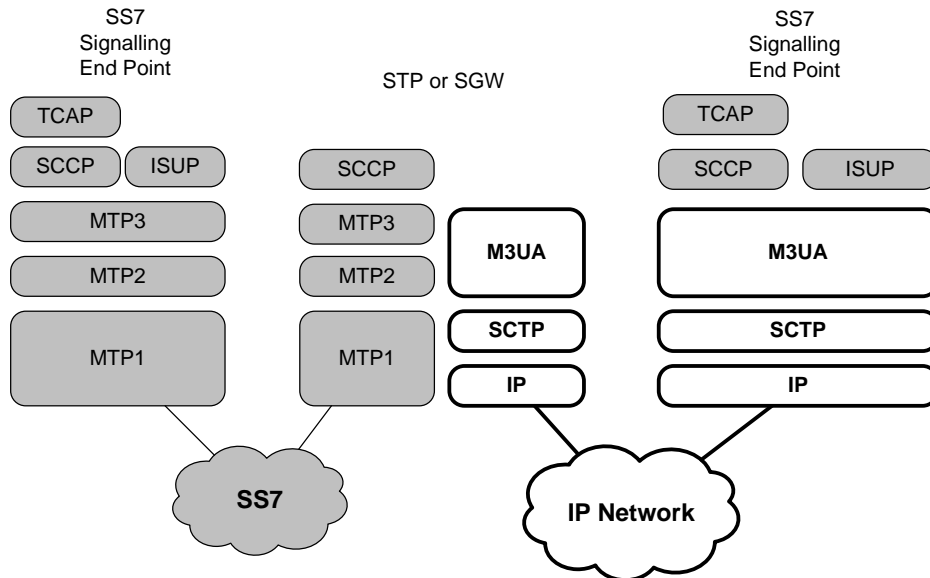 SS7
Signalling
End Point
STP or SGW
SS7
Signalling
End Point
TCAP
SCCP
ISUP
MTP3
MTP2
MTP1
SCCP
MTP3
MTP2
MTP1
M3UA
SCTP
IP
TCAP
SCCP
ISUP
M3UA
SCTP
IP
SS7
IP Network